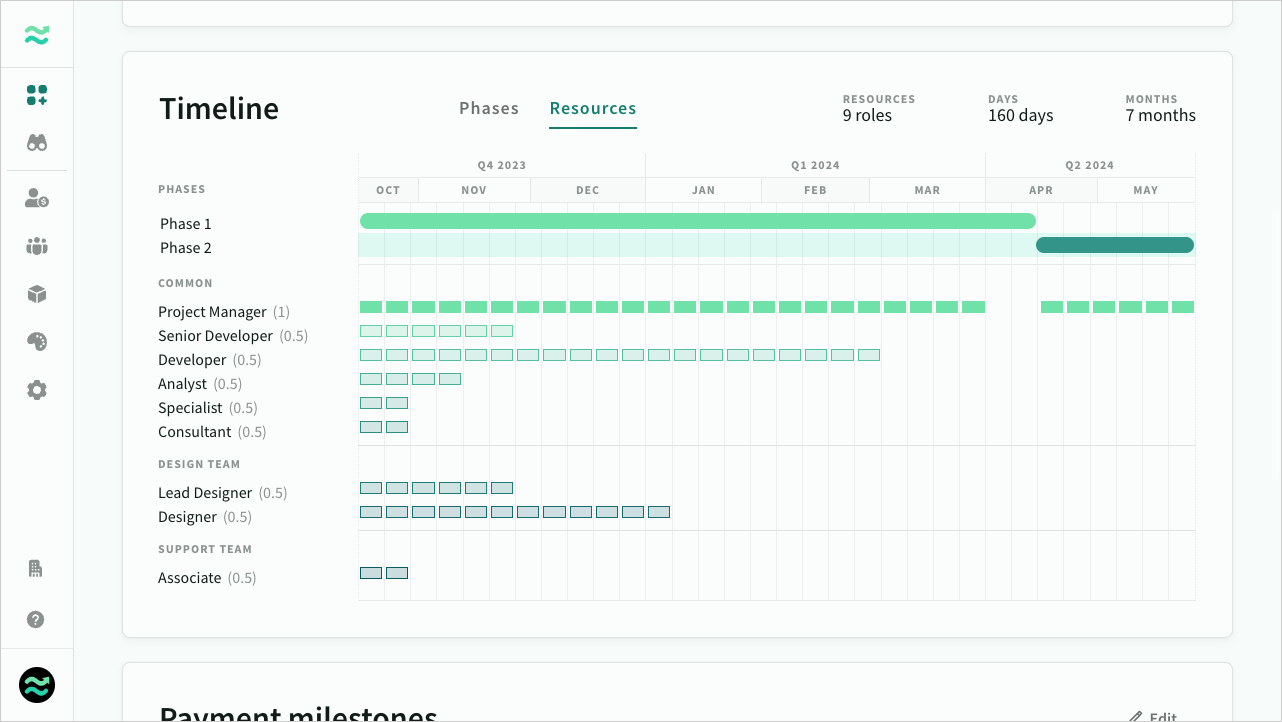 Timeline
Phases Resources
RESOURCES
9 roles
DAYS
160 days
MONTHS
7 months
Q4 2023 Q1 2024 Q2 2024
PHASES
OCT NOV DEC JAN FEB MAR APR MAY
Phase 1
Phase 2
COMMON
Project Manager (1)
Senior Developer (0.5)
Developer (0.5)
Analyst (0.5)
Specialist (0.5)
Consultant (0.5)
DESIGN TEAM
Lead Designer (0.5)
Designer (0.5)
SUPPORT TEAM
Associate (0.5)
Payment milestones
Edit